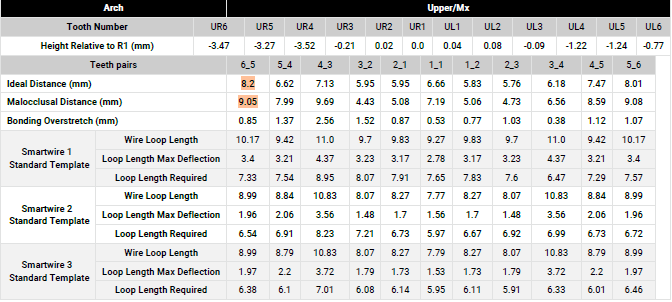 Arch Upper/Mx
Tooth Number UR6 UR5 UR4 UR3 UR2 UR1 UL1 UL2 UL3 UL4 UL5 UL6
Height Relative to R1 (mm) -3.47 -3.27 -3.52 -0.21 0.02 0.0 0.04 0.08 -0.09 -1.22 -1.24 -0.77
Teeth pairs 6_5 5_4 4_3 3_2 2_1 1_1 1_2 2_3 3_4 4_5 5_6
Ideal Distance (mm) 8.2 6.62 7.13 5.95 5.95 6.66 5.83 5.76 6.18 7.47 8.01
Malocclusal Distance (mm) 9.05 7.99 9.69 4.43 5.08 7.19 5.06 4.73 6.56 8.59 9.08
Bonding Overstretch (mm) 0.85 1.37 2.56 1.52 0.87 0.53 0.77 1.03 0.38 1.12 1.07
Smartwire 1
Standard Template
Wire Loop Length 10.17 9.42 11.0 9.7 9.83 9.27 9.83 9.7 11.0 9.42 10.17
Loop Length Max Deflection 3.4 3.21 4.37 3.23 3.17 2.78 3.17 3.23 4.37 3.21 3.4
Loop Length Required 7.33 7.54 8.95 8.07 7.91 7.65 7.83 7.6 6.47 7.29 7.57
Smartwire 2
Standard Template
Wire Loop Length 8.99 8.84 10.83 8.07 8.27 7.77 8.27 8.07 10.83 8.84 8.99
Loop Length Max Deflection 1.96 2.06 3.56 1.48 1.7 1.56 1.7 1.48 3.56 2.06 1.96
Loop Length Required 6.54 6.91 8.23 7.21 6.73 5.97 6.67 6.92 6.99 6.73 6.72
Smartwire 3
Standard Template
Wire Loop Length 8.99 8.79 10.83 8.07 8.27 7.79 8.27 8.07 10.83 8.79 8.99
Loop Length Max Deflection 1.97 2.2 3.72 1.79 1.73 1.53 1.73 1.79 3.72 2.2 1.97
Loop Length Required 6.38 6.1 7.01 6.08 6.14 5.95 6.11 5.91 6.33 6.01 6.46